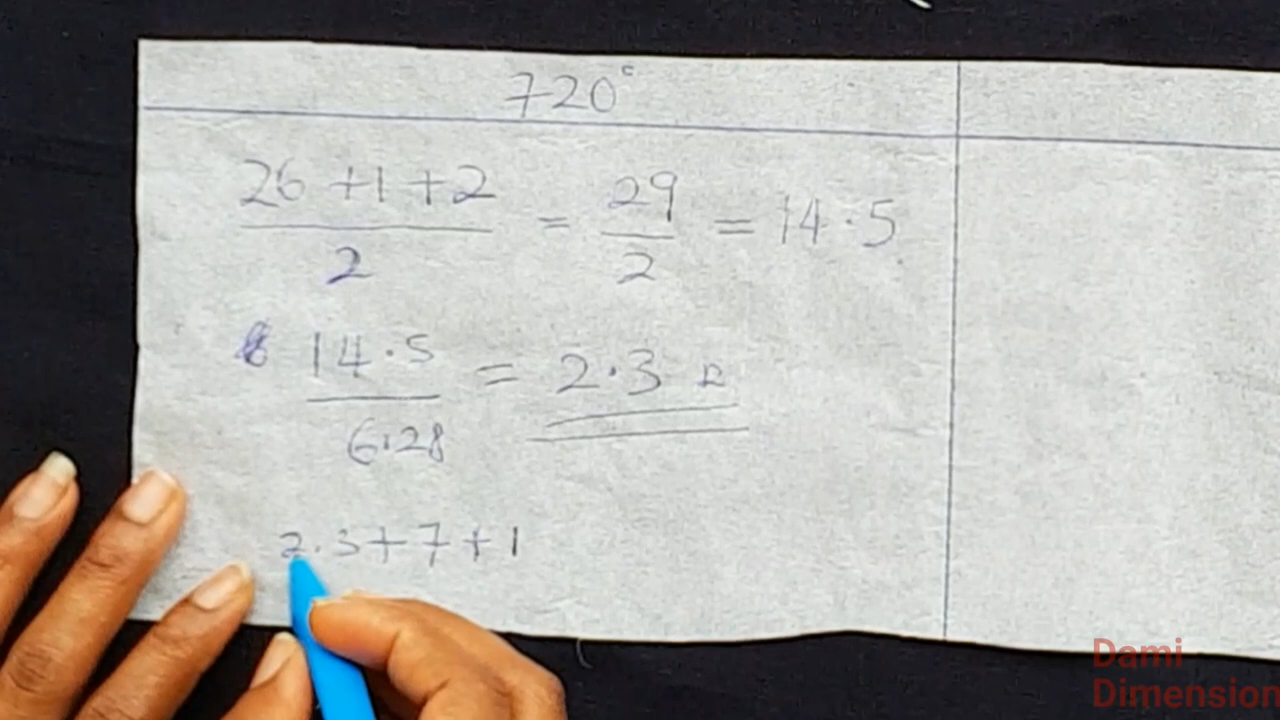 720°
26 +1 +2 / 2 = 29 / 2 = 14.5
14.5 / 6.28 = 2.3
2.3 + 7 + 1
Dami
Dimension